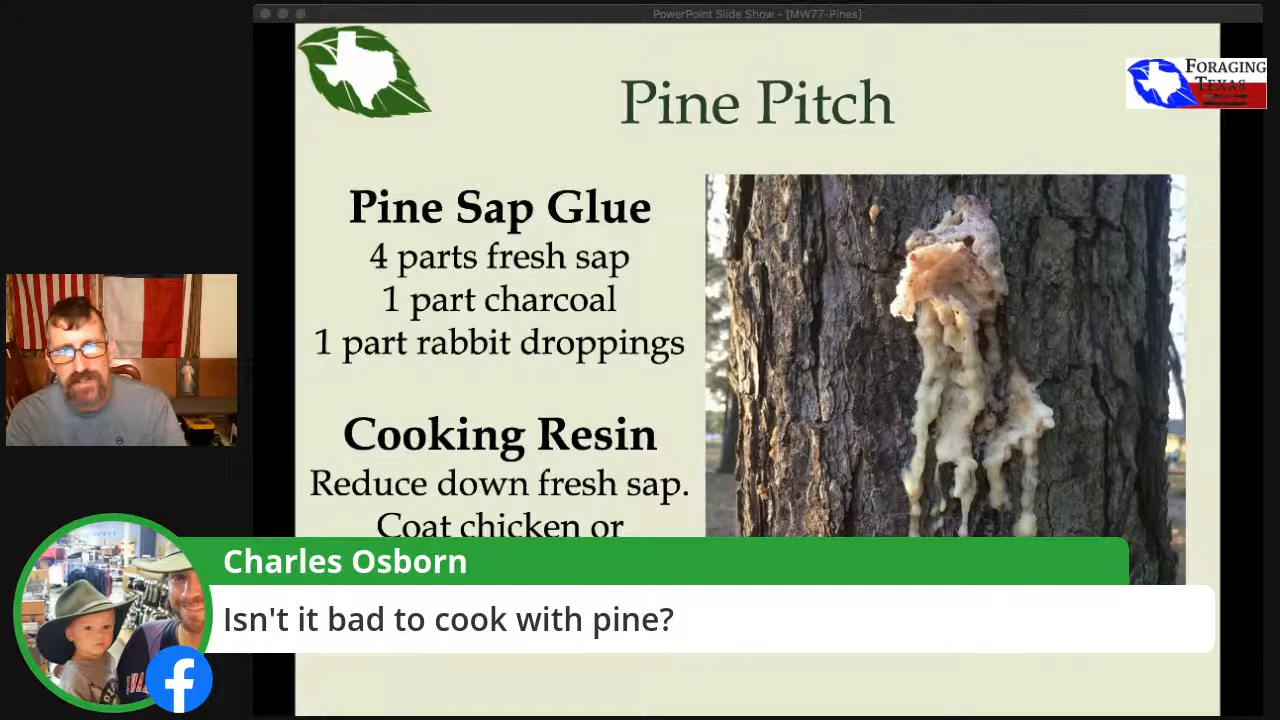 PowerPoint Slide Show - [MW77-Pines]
FORAGING
TEXAS
Pine Pitch
Pine Sap Glue
4 parts fresh sap
1 part charcoal
1 part rabbit droppings
Cooking Resin
Reduce down fresh sap.
Coat chicken or
Charles Osborn
Isn't it bad to cook with pine?